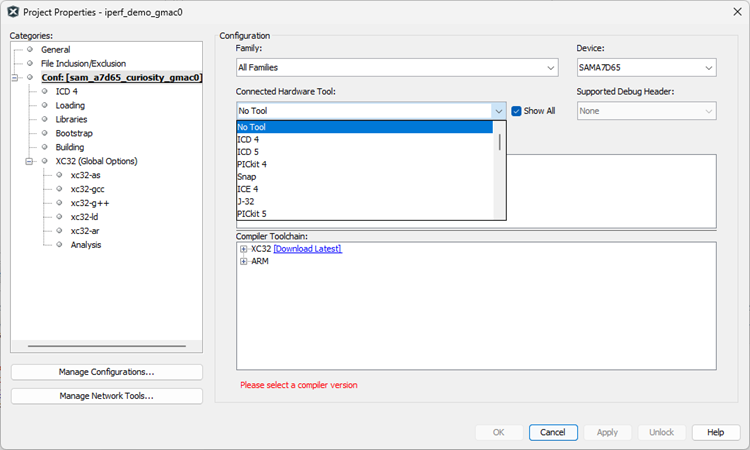 Project Properties - iperf_demo_gmac0
Categories:
General
File Inclusion/Exclusion
Conf: [sam_a7d65_curiosity_gmac0]
ICD 4
Loading
Libraries
Bootstrap
Building
XC32 (Global Options)
xc32-as
xc32-gcc
xc32-g++
xc32-ld
xc32-ar
Analysis
Manage Configurations...
Manage Network Tools...
Configuration
Family: Device:
All Families SAMA7D65
Connected Hardware Tool: Supported Debug Header:
No Tool Show All None
No Tool
ICD 4
ICD 5
PICkit 4
Snap
ICE 4
J-32
PICkit 5
Compiler Toolchain:
XC32 [Download Latest]
ARM
Please select a compiler version
OK Cancel Apply Unlock Help